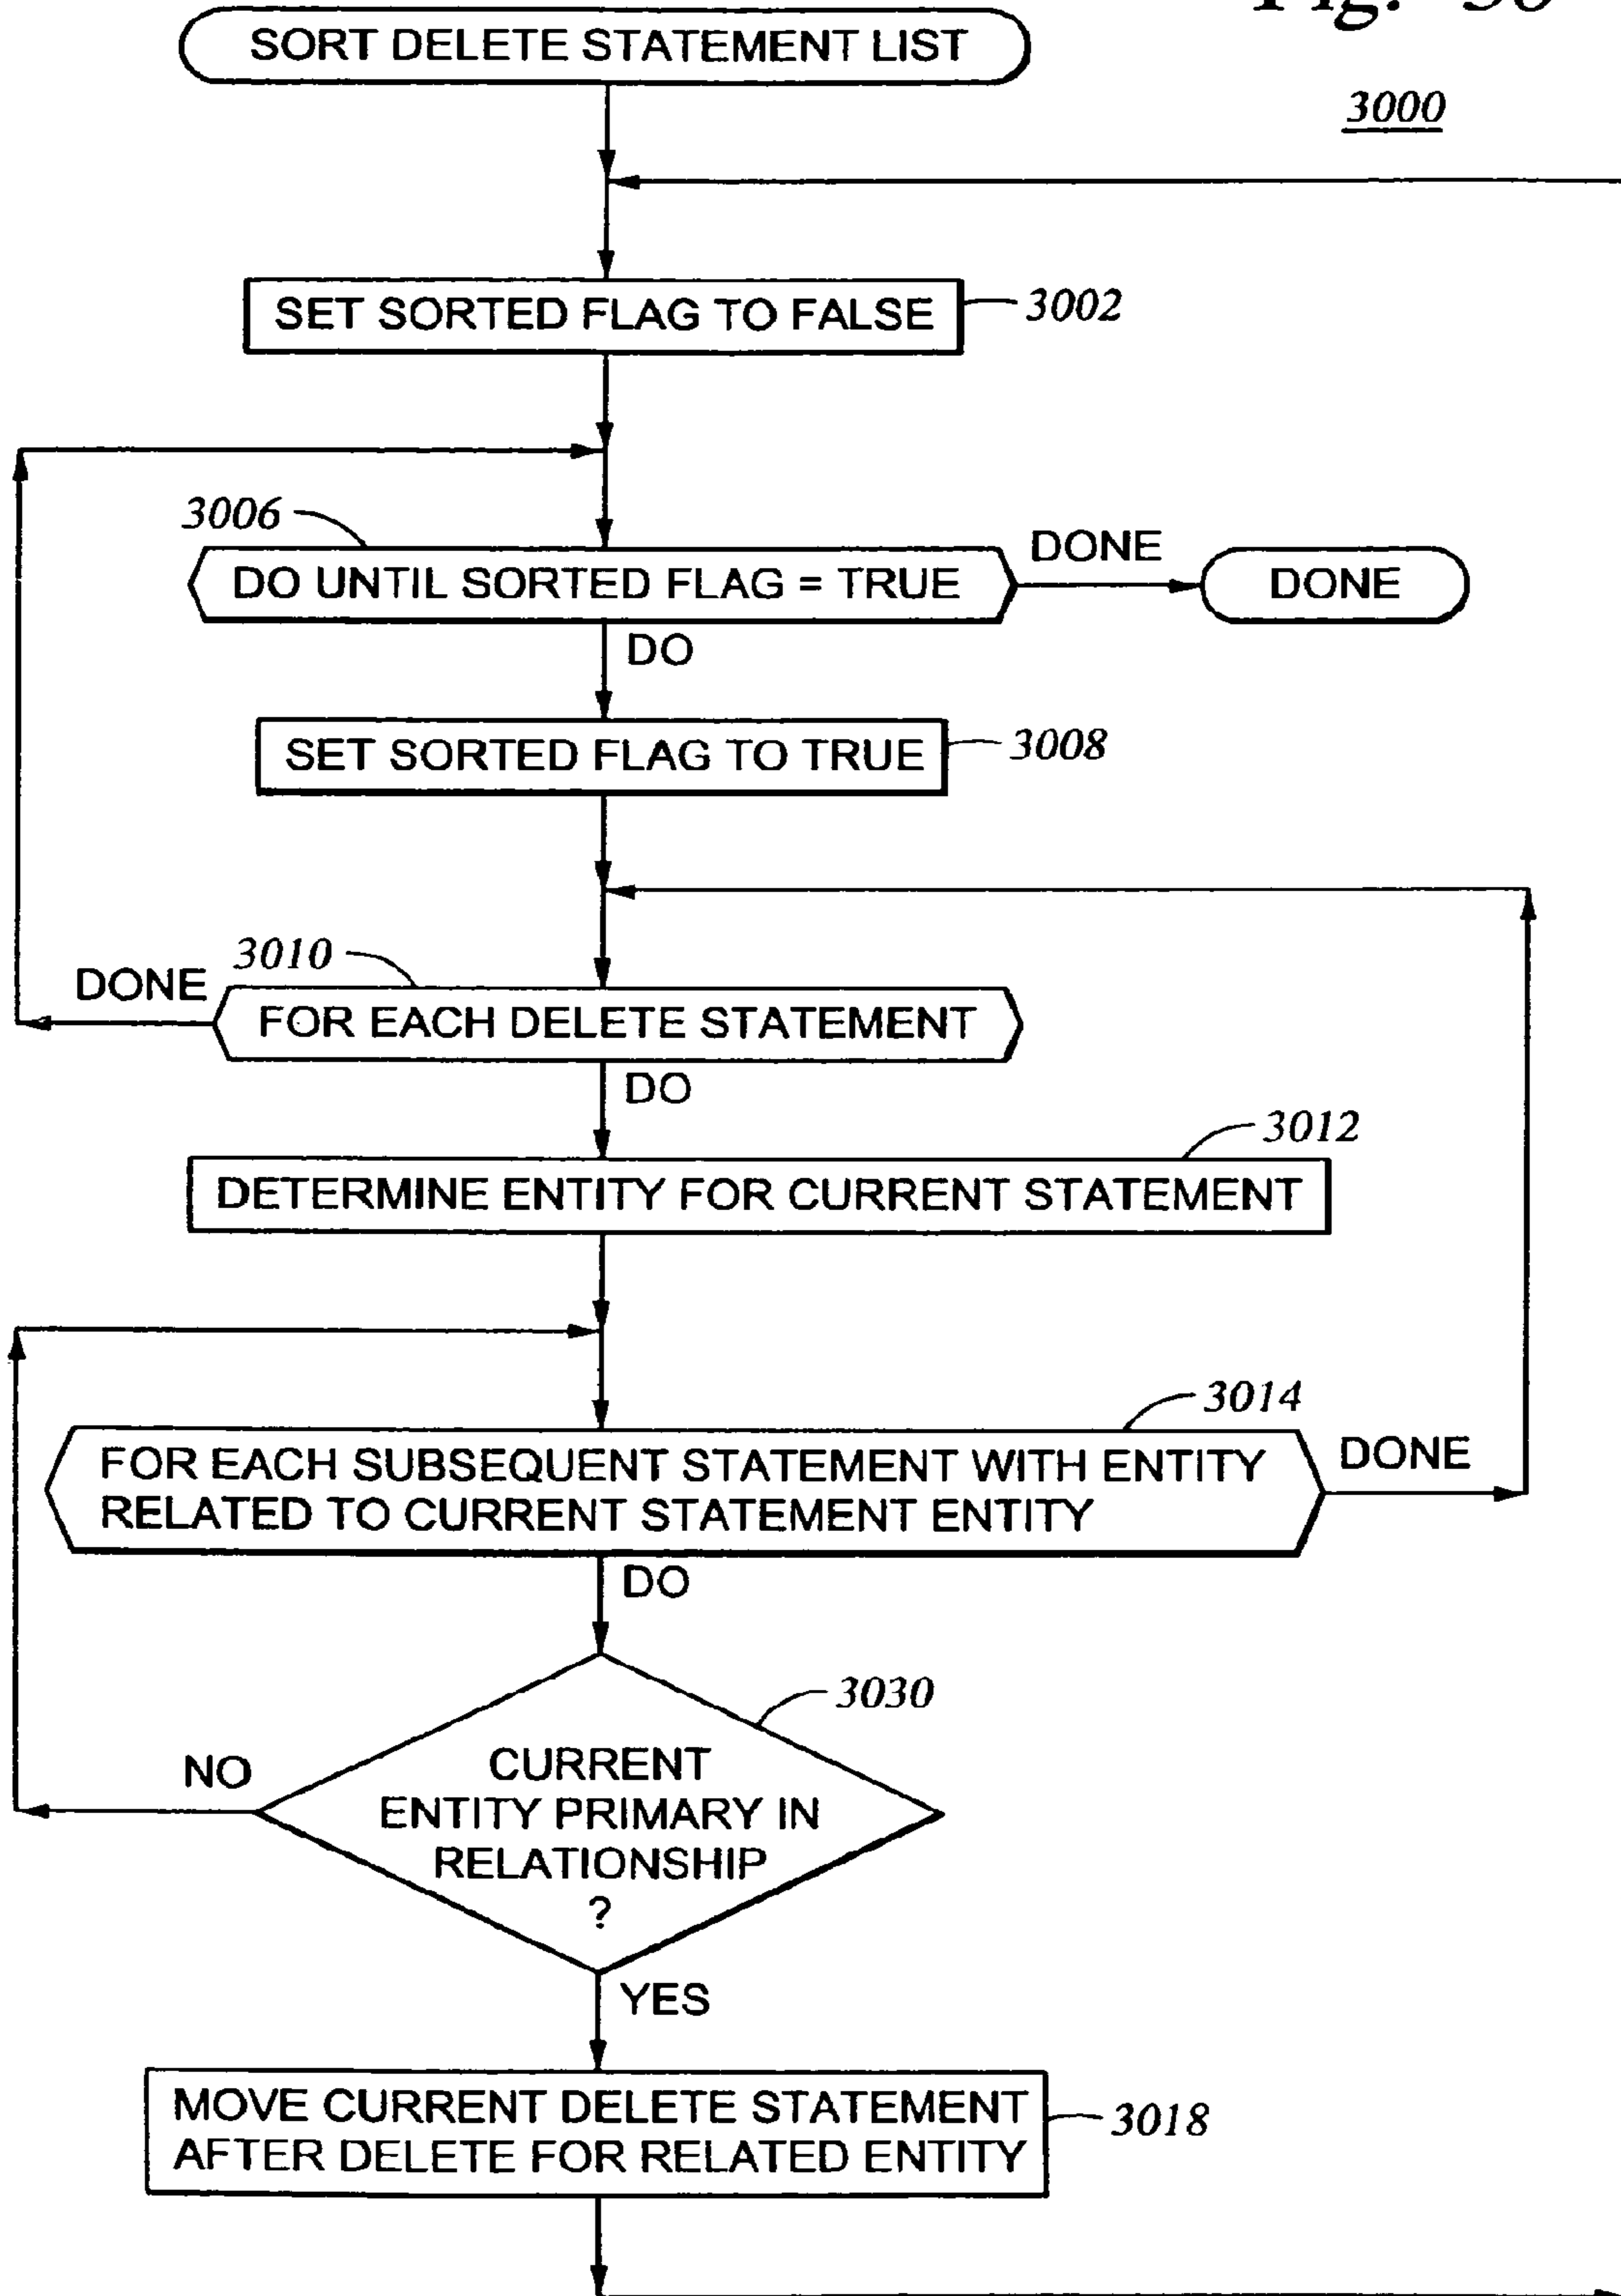 Fig. 30
SORT DELETE STATEMENT LIST
3000
SET SORTED FLAG TO FALSE
3002
3006
DO UNTIL SORTED FLAG = TRUE
DONE
DONE
DO
SET SORTED FLAG TO TRUE
3008
DONE
3010
FOR EACH DELETE STATEMENT
DO
3012
DETERMINE ENTITY FOR CURRENT STATEMENT
3014
FOR EACH SUBSEQUENT STATEMENT WITH ENTITY
RELATED TO CURRENT STATEMENT ENTITY
DONE
DO
3030
NO
CURRENT
ENTITY PRIMARY IN
RELATIONSHIP
?
YES
MOVE CURRENT DELETE STATEMENT
AFTER DELETE FOR RELATED ENTITY
3018